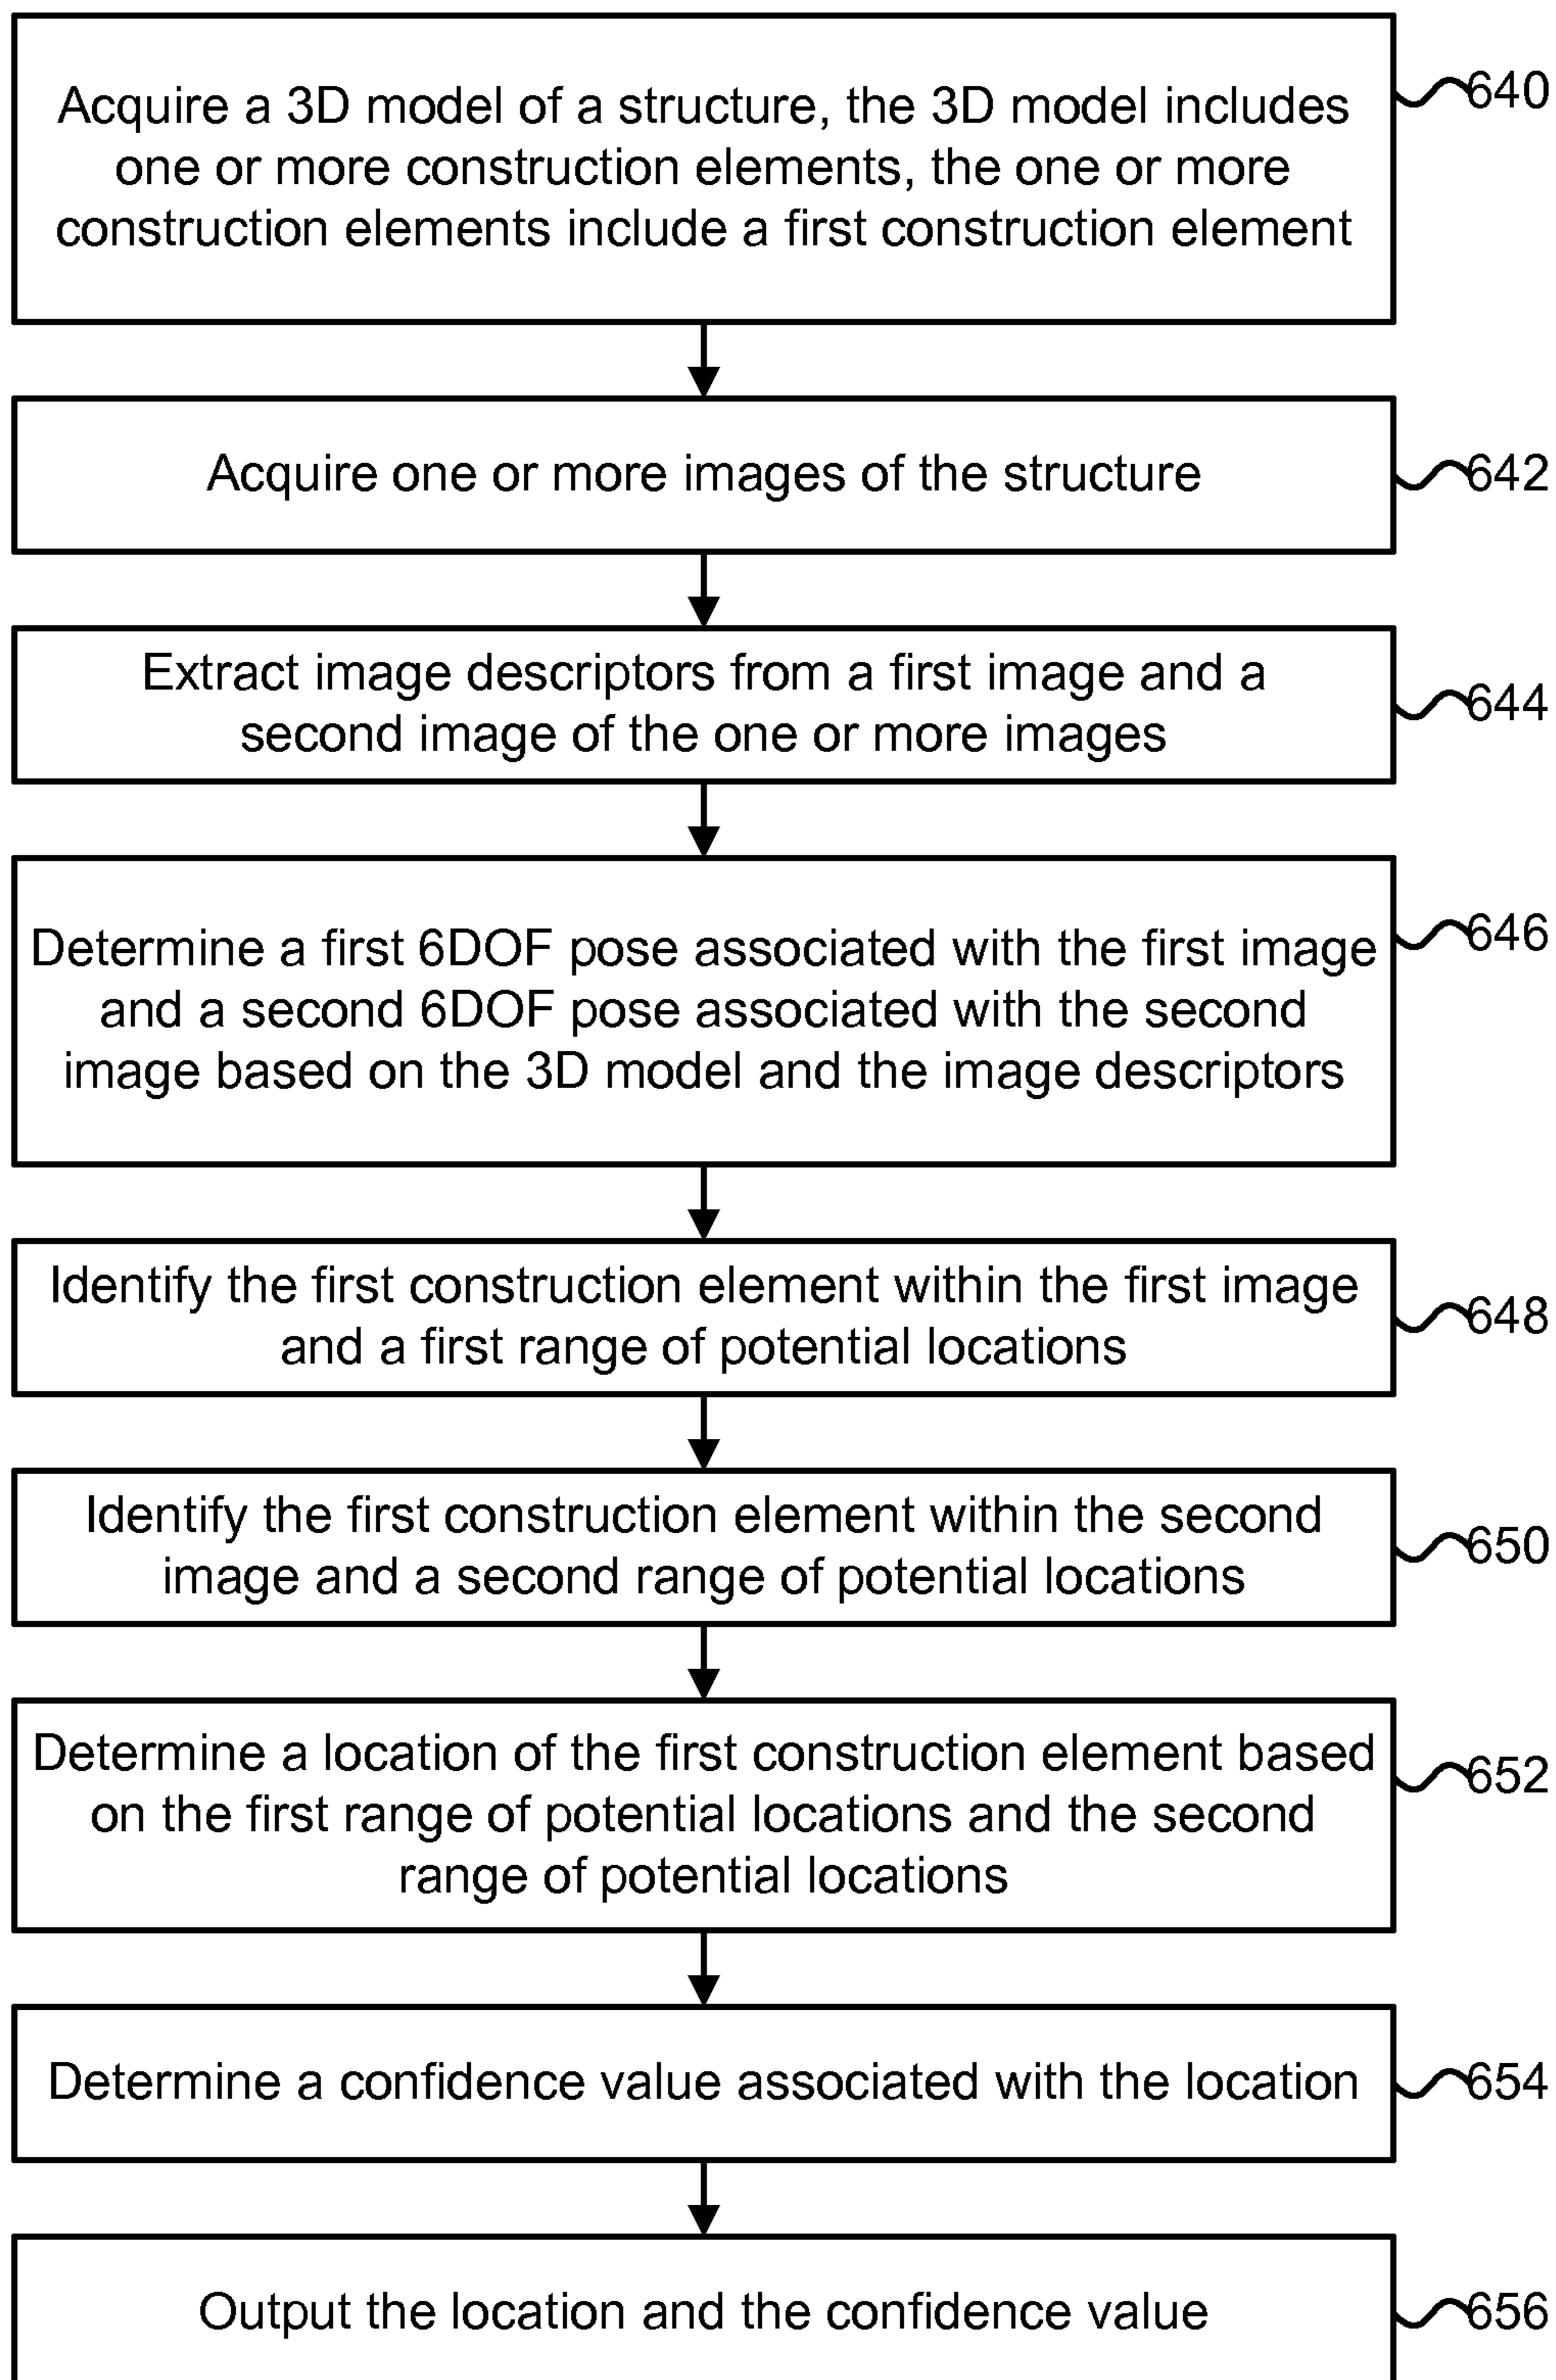 Acquire a 3D model of a structure, the 3D model includes
one or more construction elements, the one or more
construction elements include a first construction element
640
Acquire one or more images of the structure
642
Extract image descriptors from a first image and a
second image of the one or more images
644
Determine a first 6DOF pose associated with the first image
and a second 6DOF pose associated with the second
image based on the 3D model and the image descriptors
646
Identify the first construction element within the first image
and a first range of potential locations
648
Identify the first construction element within the second
image and a second range of potential locations
650
Determine a location of the first construction element based
on the first range of potential locations and the second
range of potential locations
652
Determine a confidence value associated with the location
654
Output the location and the confidence value
656